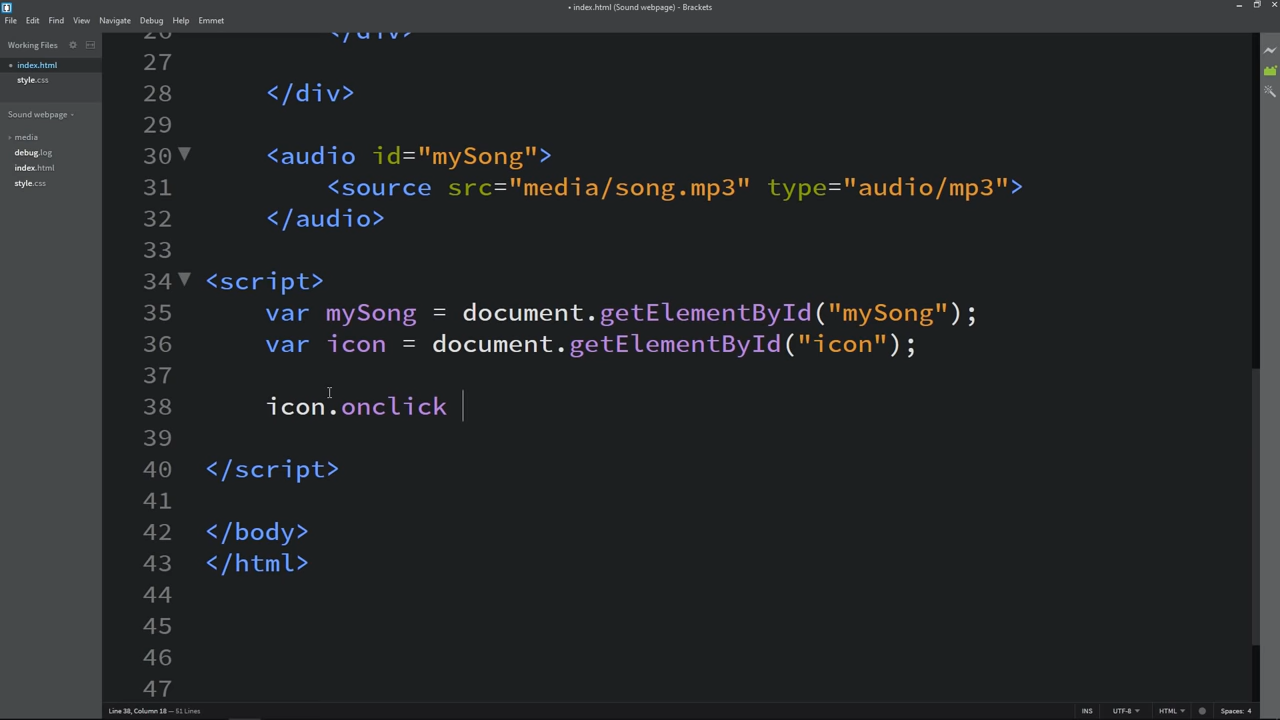 • index.html (Sound webpage) - Brackets
File Edit Find View Navigate Debug Help Emmet
Working Files
• index.html
style.css
Sound webpage
media
debug.log
index.html
style.css
26 </div>
27
28 </div>
29
30 <audio id="mySong">
31 <source src="media/song.mp3" type="audio/mp3">
32 </audio>
33
34 <script>
35 var mySong = document.getElementById("mySong");
36 var icon = document.getElementById("icon");
37
38 icon.onclick
39
40 </script>
41
42 </body>
43 </html>
44
45
46
47
Line 38, Column 18 — 51 Lines INS UTF-8 HTML Spaces: 4